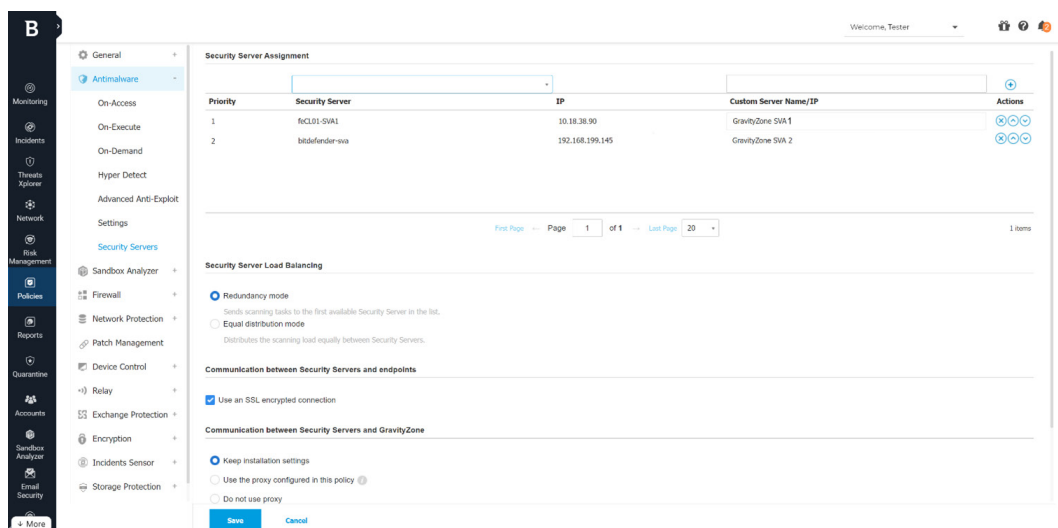 B
Welcome, Tester
Monitoring
Incidents
Threats
Xplorer
Network
Risk
Management
Policies
Reports
Quarantine
Accounts
Sandbox
Analyzer
Email
Security
↓ More
General +
Antimalware -
On-Access
On-Execute
On-Demand
Hyper Detect
Advanced Anti-Exploit
Settings
Security Servers
Sandbox Analyzer +
Firewall +
Network Protection +
Patch Management
Device Control +
Relay +
Exchange Protection +
Encryption +
Incidents Sensor +
Storage Protection +
Security Server Assignment
Priority Security Server IP Custom Server Name/IP Actions
1 feCL01-SVA1 10.18.38.90 GravityZone SVA1
2 bitdefender-sva 192.168.199.145 GravityZone SVA 2
First Page ← Page 1 of 1 → Last Page 20 1 items
Security Server Load Balancing
Redundancy mode
Sends scanning tasks to the first available Security Server in the list.
Equal distribution mode
Distributes the scanning load equally between Security Servers.
Communication between Security Servers and endpoints
Use an SSL encrypted connection
Communication between Security Servers and GravityZone
Keep installation settings
Use the proxy configured in this policy
Do not use proxy
Save Cancel